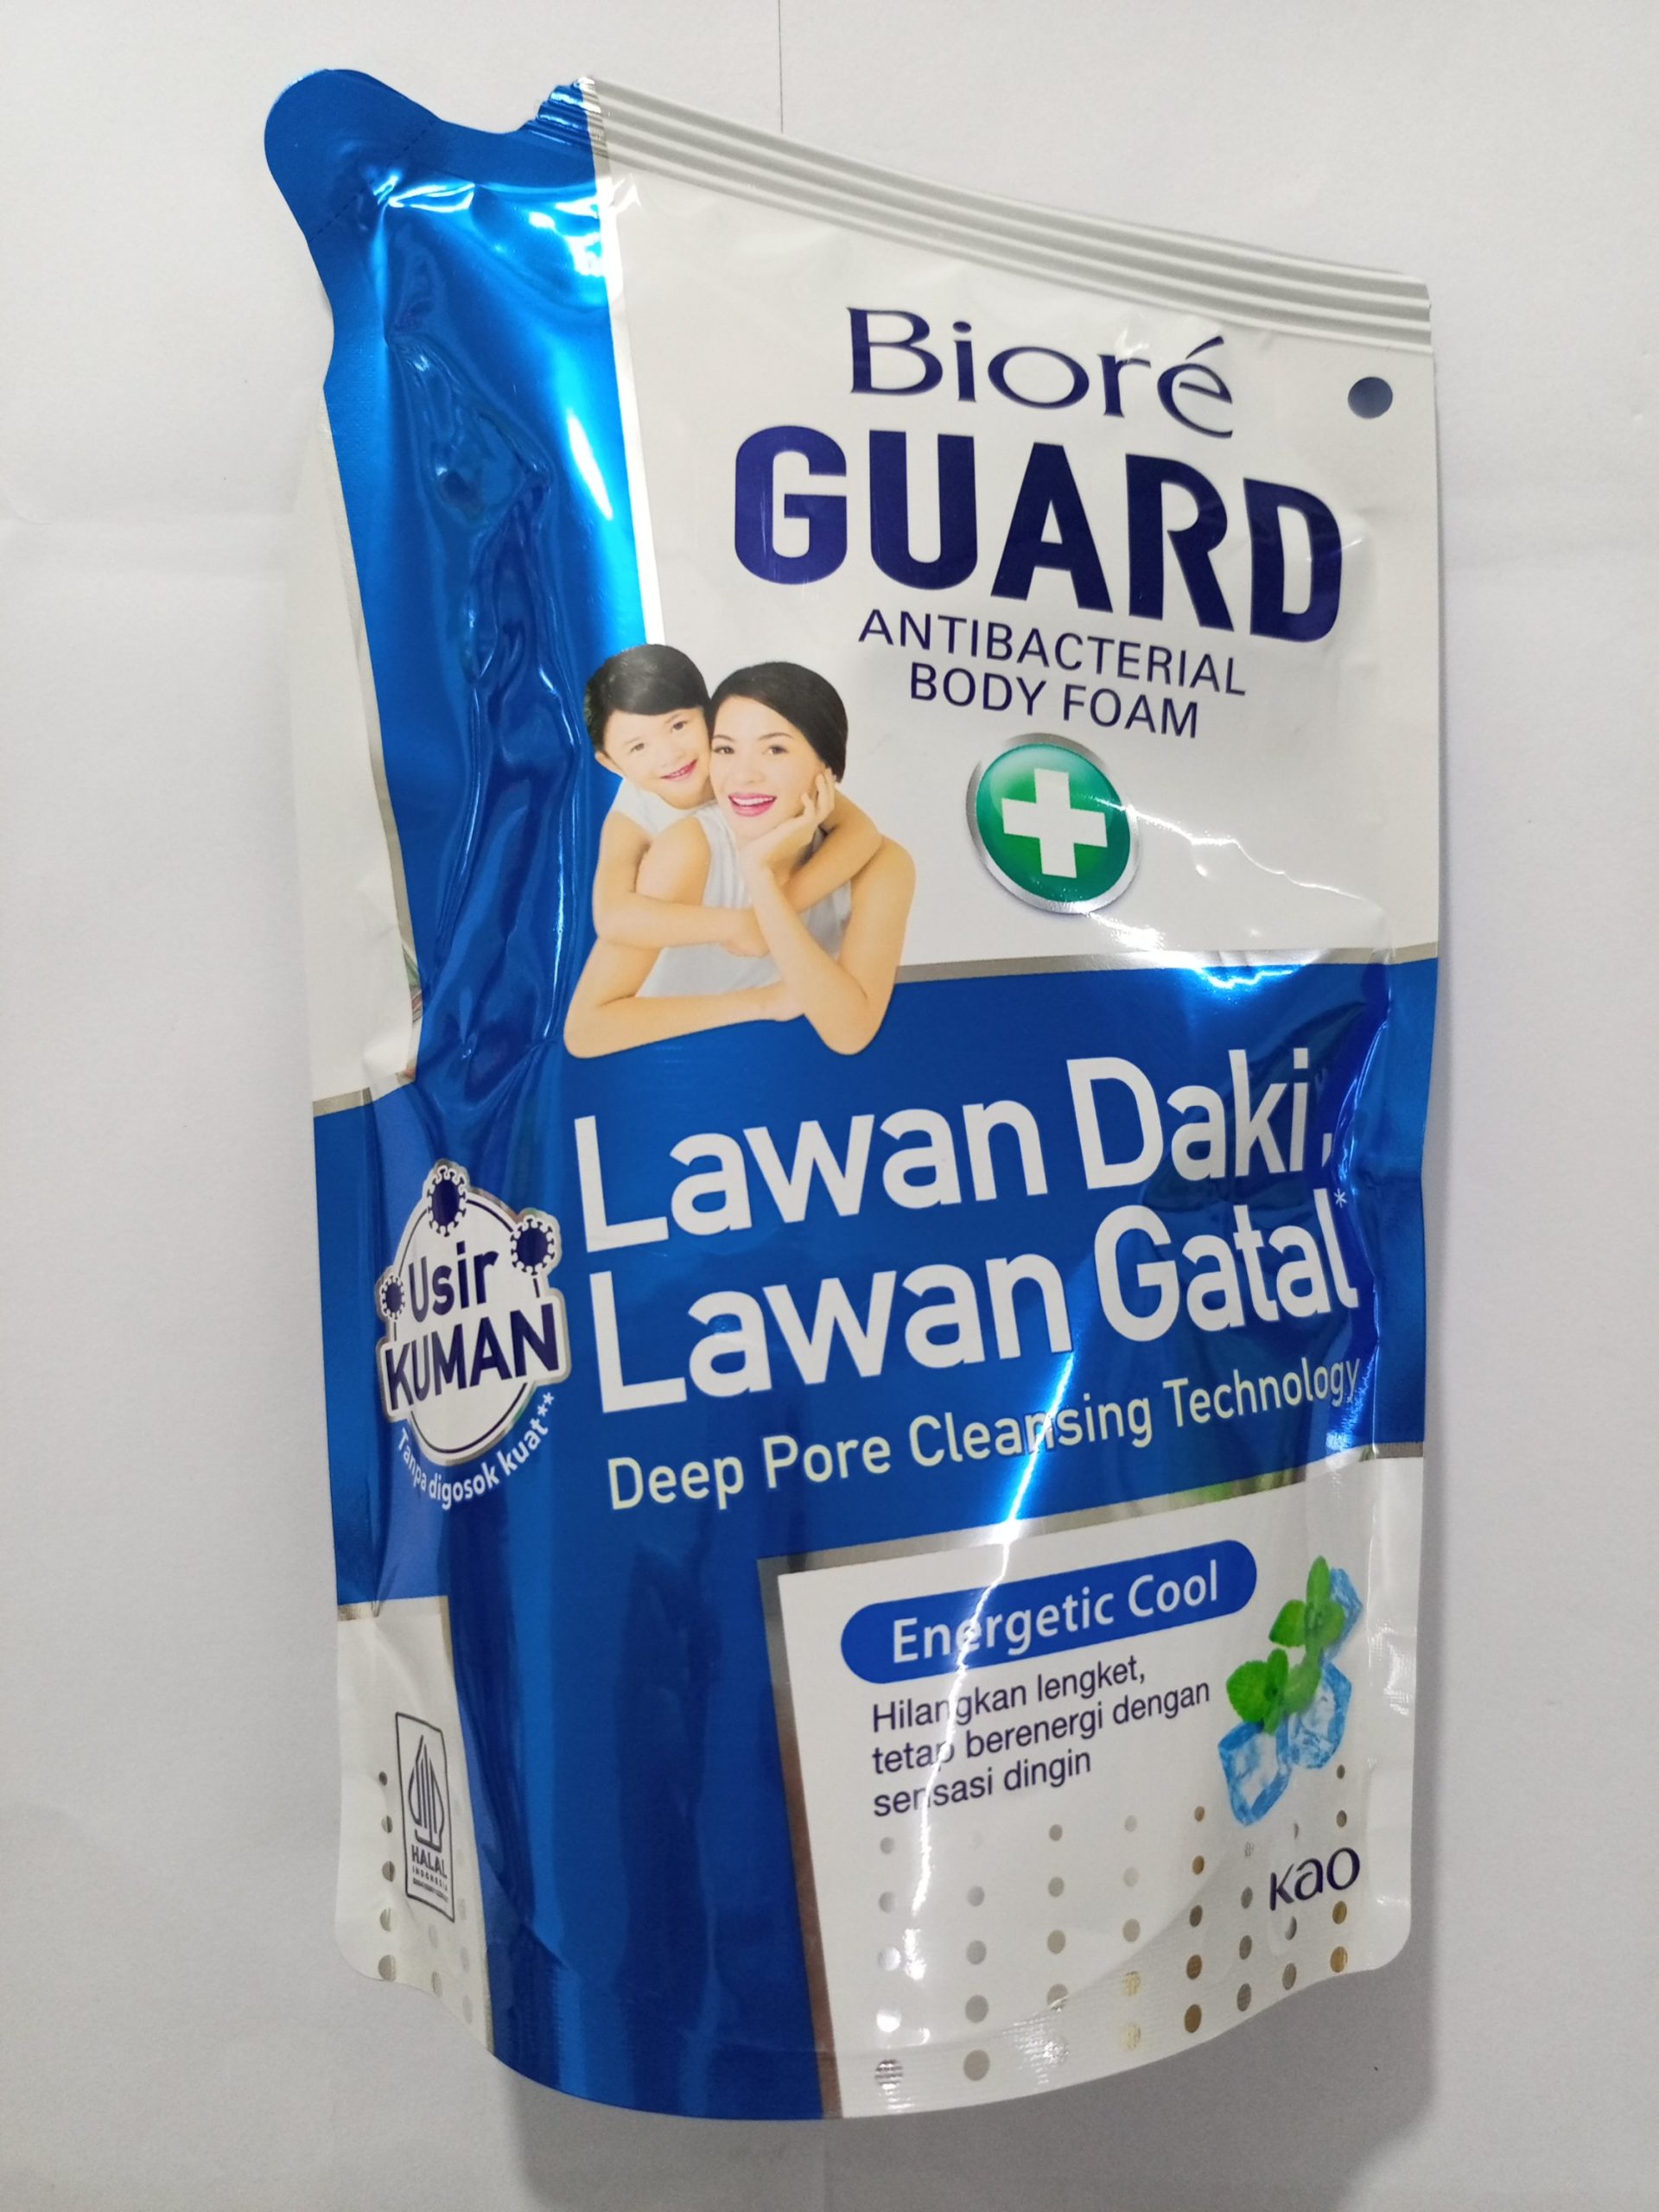 Bioré
GUARD
ANTIBACTERIAL
BODY FOAM
Lawan Daki,
Lawan Gatal*
Deep Pore Cleansing Technology
Usir
KUMAN
Tanpa digosok kuat**
Energetic Cool
Hilangkan lengket,
tetap berenergi dengan
sensasi dingin
HALAL
INDONESIA
Kao